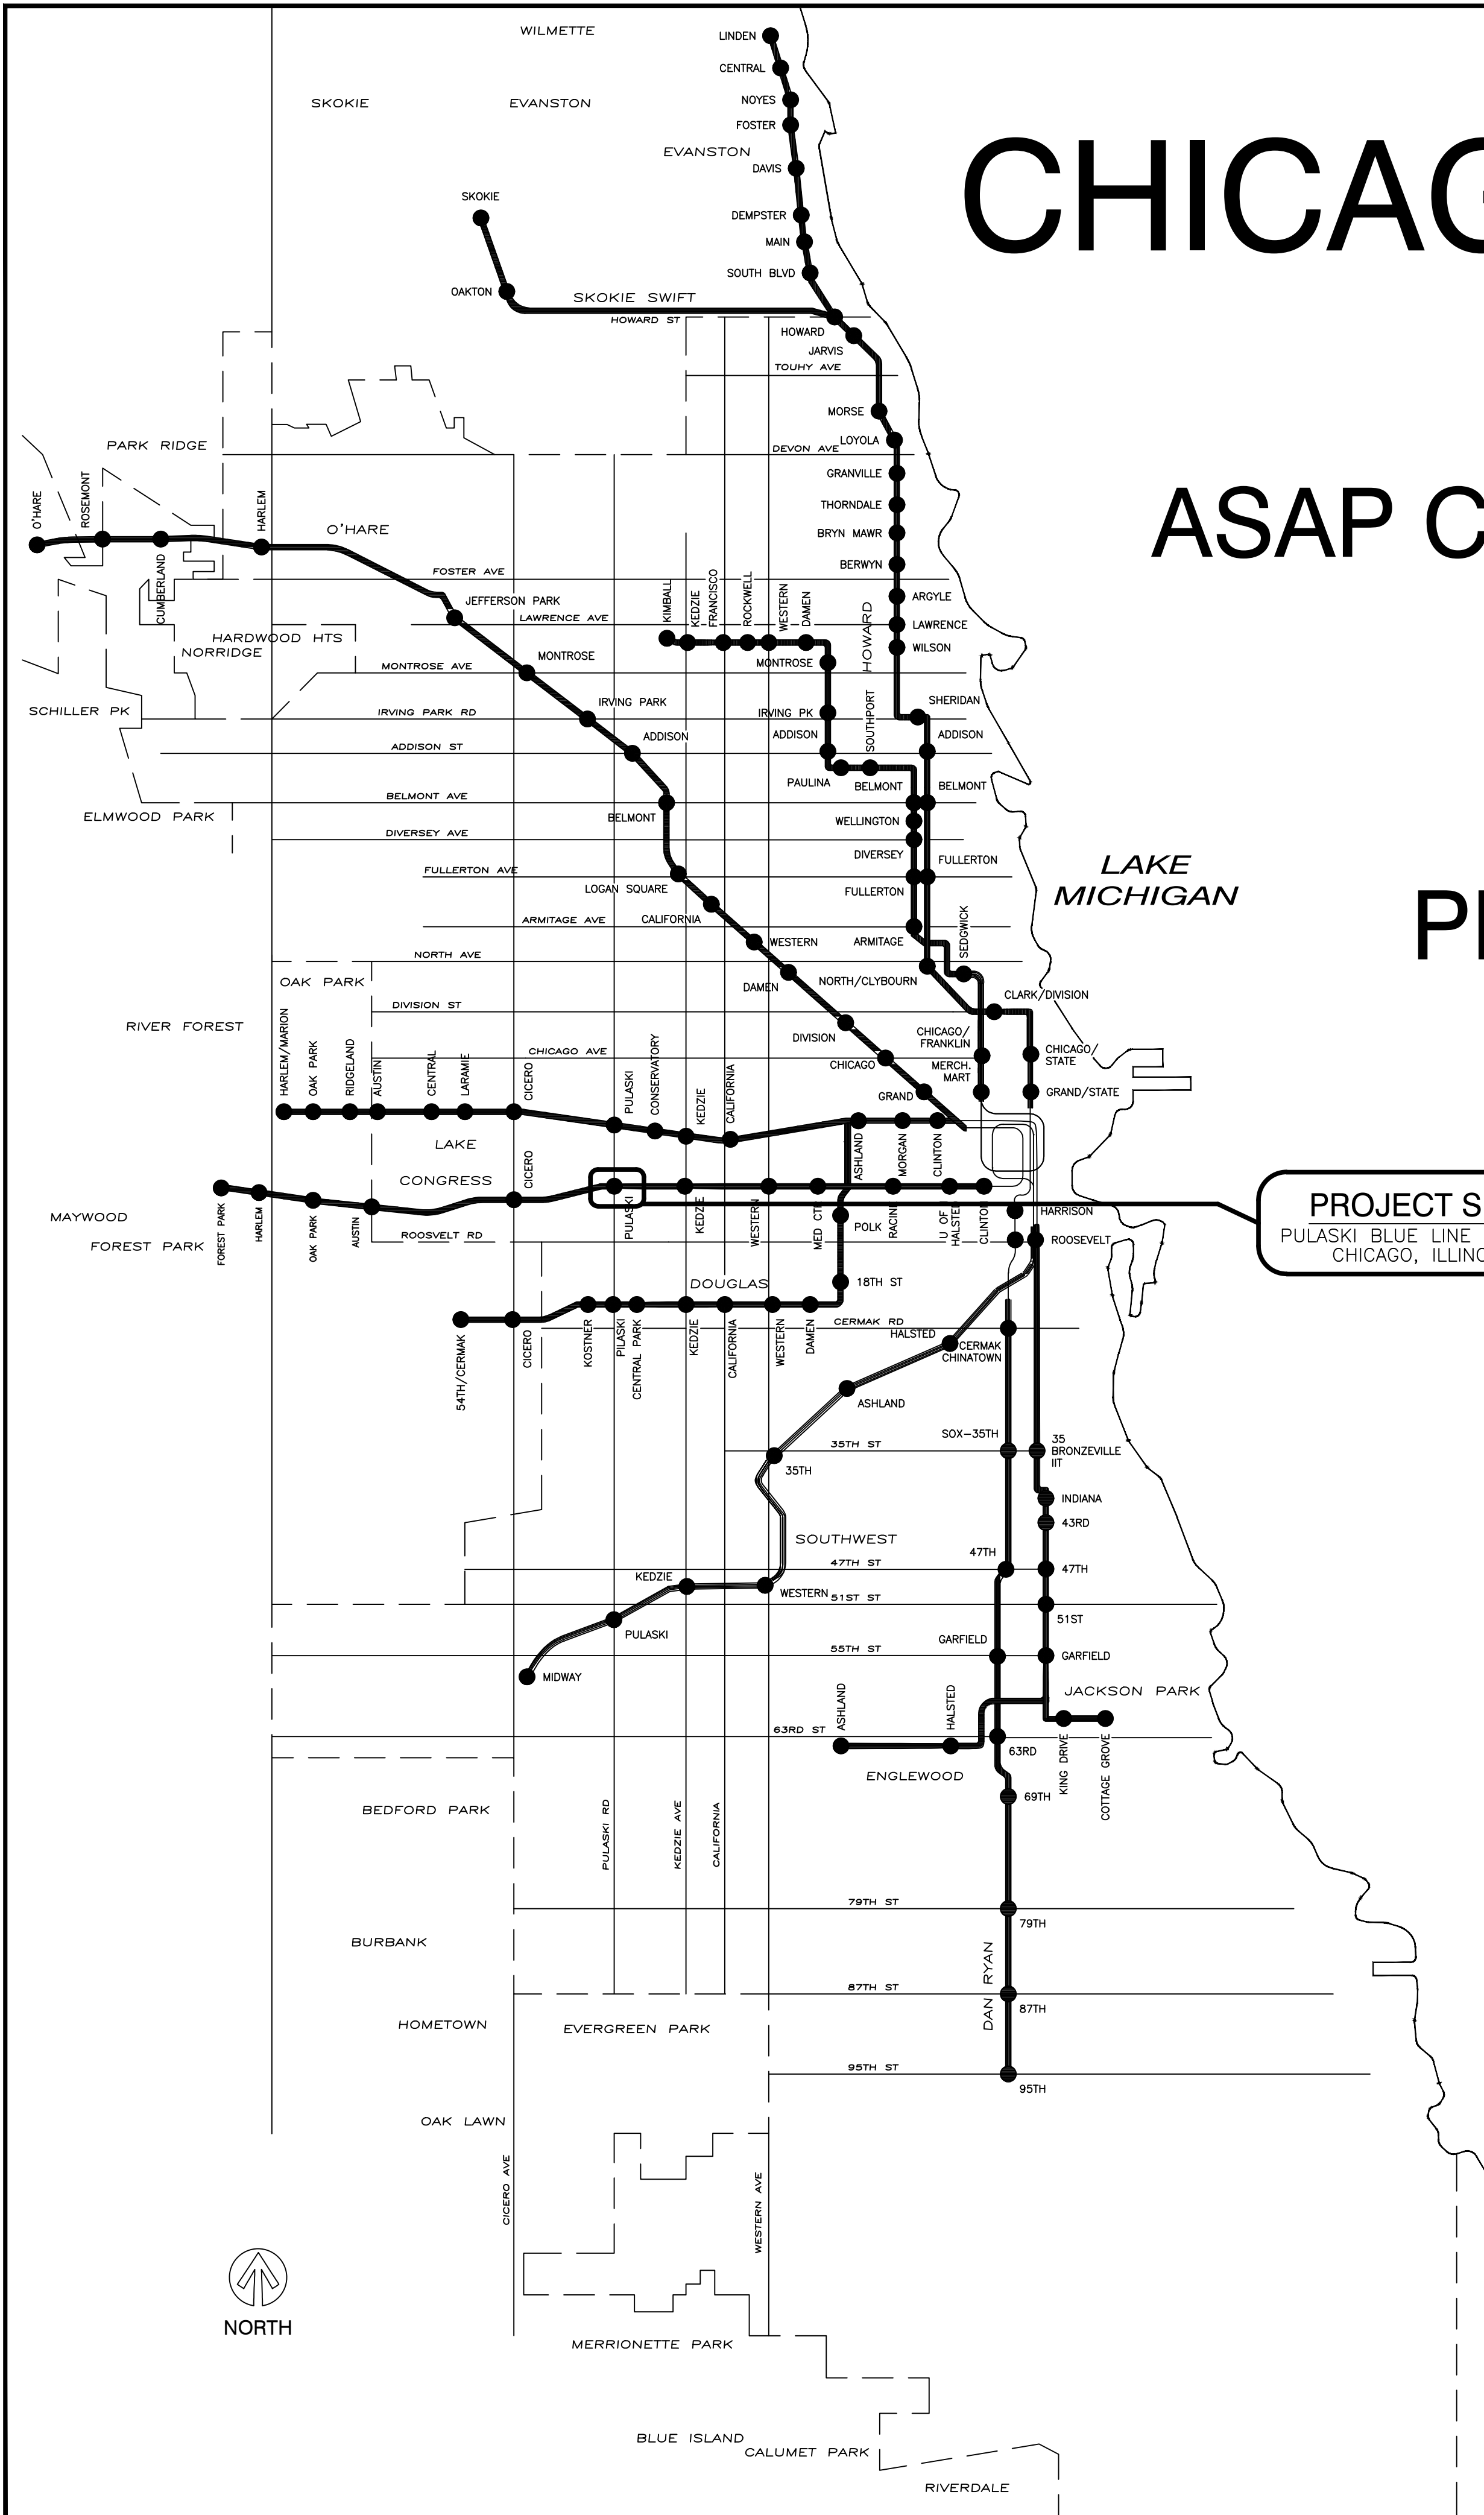 WILMETTE
LINDEN
CENTRAL
SKOKIE
EVANSTON
NOYES
FOSTER
EVANSTON
DAVIS
CHICAG
SKOKIE
DEMPSTER
MAIN
SOUTH BLVD
OAKTON
SKOKIE SWIFT
HOWARD ST
HOWARD
JARVIS
TOUHY AVE
MORSE
LOYOLA
PARK RIDGE
DEVON AVE
GRANVILLE
O'HARE
ROSEMONT
CUMBERLAND
HARLEM
O'HARE
THORNDALE
ASAP C
BRYN MAWR
BERWYN
FOSTER AVE
JEFFERSON PARK
ARGYLE
LAWRENCE AVE
KIMBALL
KEDZIE
FRANCISCO
ROCKWELL
WESTERN
DAMEN
HOWARD
LAWRENCE
HARDWOOD HTS
NORRIDGE
WILSON
MONTROSE AVE
MONTROSE
MONTROSE
SCHILLER PK
IRVING PARK RD
IRVING PARK
IRVING PK
SOUTHPORT
SHERIDAN
ADDISON ST
ADDISON
ADDISON
ADDISON
PAULINA
BELMONT
BELMONT
BELMONT AVE
ELMWOOD PARK
BELMONT
WELLINGTON
DIVERSEY AVE
DIVERSEY
FULLERTON
FULLERTON AVE
LOGAN SQUARE
FULLERTON
LAKE
MICHIGAN
ARMITAGE AVE
CALIFORNIA
WESTERN
ARMITAGE
SEDGWICK
PI
NORTH AVE
OAK PARK
DAMEN
NORTH/CLYBOURN
CLARK/DIVISION
DIVISION ST
RIVER FOREST
DIVISION
CHICAGO/
FRANKLIN
CHICAGO AVE
CHICAGO
MERCH.
MART
CHICAGO/
STATE
GRAND
GRAND/STATE
HARLEM/MARION
OAK PARK
RIDGELAND
AUSTIN
CENTRAL
LARAMIE
CICERO
PULASKI
CONSERVATORY
KEDZIE
CALIFORNIA
LAKE
ASHLAND
MORGAN
CLINTON
CONGRESS
CICERO
MAYWOOD
FOREST PARK
FOREST PARK
HARLEM
OAK PARK
AUSTIN
ROOSVELT RD
PULASKI
KEDZIE
WESTERN
MED CTR
POLK
RACINE
U OF
HALSTED
CLINTON
HARRISON
ROOSEVELT
PROJECT S
PULASKI BLUE LINE
CHICAGO, ILLINO
DOUGLAS
18TH ST
54TH/CERMAK
CICERO
KOSTNER
PILASKI
CENTRAL PARK
KEDZIE
CALIFORNIA
WESTERN
DAMEN
CERMAK RD
HALSTED
CERMAK
CHINATOWN
ASHLAND
35TH ST
SOX-35TH
35
BRONZEVILLE
IIT
35TH
INDIANA
43RD
SOUTHWEST
47TH ST
47TH
47TH
KEDZIE
WESTERN
51ST ST
51ST
PULASKI
55TH ST
GARFIELD
GARFIELD
MIDWAY
JACKSON PARK
63RD ST
ASHLAND
HALSTED
63RD
KING DRIVE
COTTAGE GROVE
ENGLEWOOD
69TH
BEDFORD PARK
PULASKI RD
KEDZIE AVE
CALIFORNIA
79TH ST
79TH
BURBANK
DAN RYAN
87TH ST
87TH
HOMETOWN
EVERGREEN PARK
95TH ST
95TH
OAK LAWN
CICERO AVE
WESTERN AVE
NORTH
MERRIONETTE PARK
BLUE ISLAND
CALUMET PARK
RIVERDALE